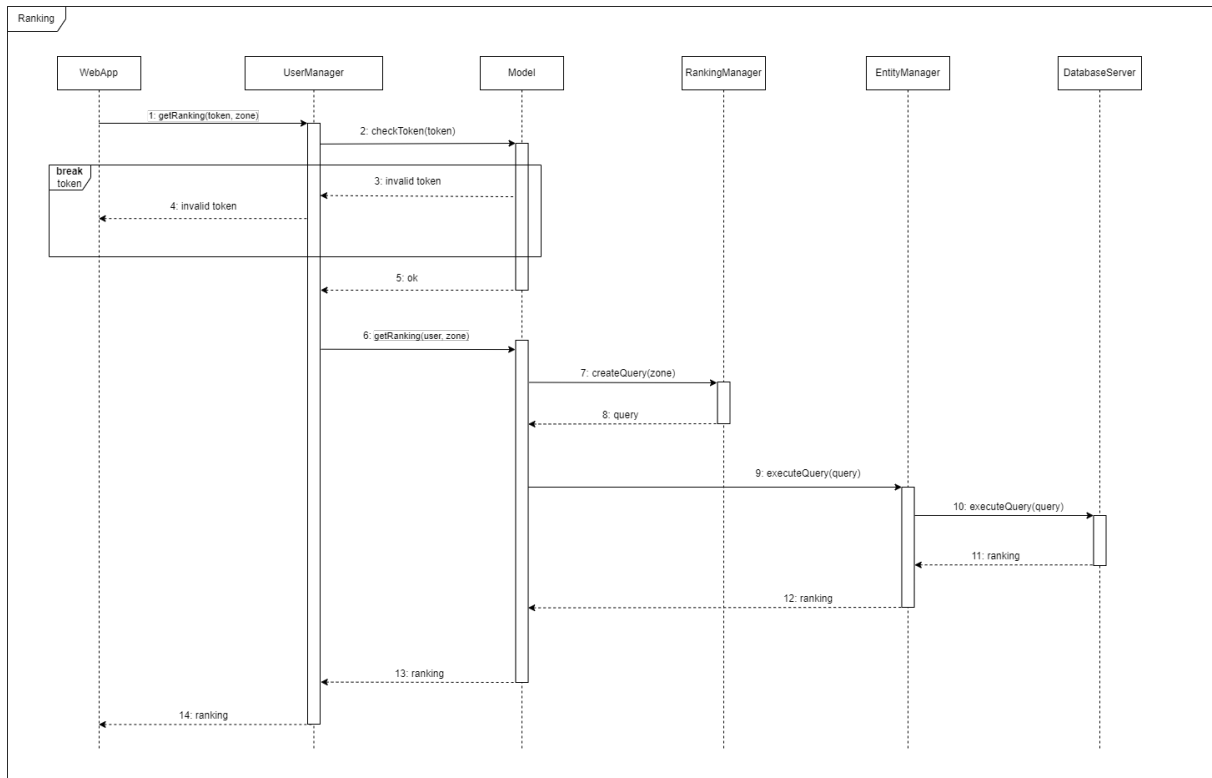 Ranking
WebApp
UserManager
Model
RankingManager
EntityManager
DatabaseServer
1: getRanking(token, zone)
2: checkToken(token)
break
token
3: invalid token
4: invalid token
5: ok
6: getRanking(user, zone)
7: createQuery(zone)
8: query
9: executeQuery(query)
10: executeQuery(query)
11: ranking
12: ranking
13: ranking
14: ranking